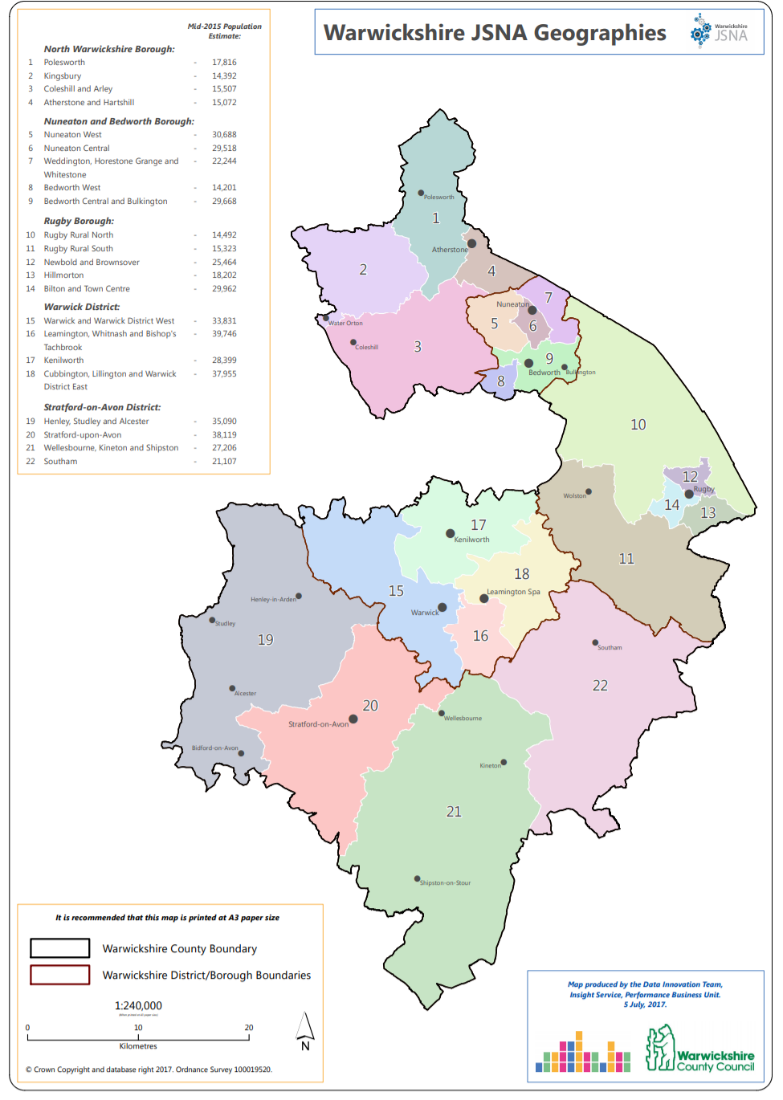 Mid-2015 Population
Estimate:
North Warwickshire Borough:
1 Polesworth - 17,816
2 Kingsbury - 14,392
3 Coleshill and Arley - 15,507
4 Atherstone and Hartshill - 15,072
Nuneaton and Bedworth Borough:
5 Nuneaton West - 30,688
6 Nuneaton Central - 29,518
7 Weddington, Horestone Grange and - 22,244
Whitestone
8 Bedworth West - 14,201
9 Bedworth Central and Bulkington - 29,668
Rugby Borough:
10 Rugby Rural North - 14,492
11 Rugby Rural South - 15,323
12 Newbold and Brownsover - 25,464
13 Hillmorton - 18,202
14 Bilton and Town Centre - 29,962
Warwick District:
15 Warwick and Warwick District West - 33,831
16 Leamington, Whitnash and Bishop's - 39,746
Tachbrook
17 Kenilworth - 28,399
18 Cubbington, Lillington and Warwick - 37,955
District East
Stratford-on-Avon District:
19 Henley, Studley and Alcester - 35,090
20 Stratford-upon-Avon - 38,119
21 Wellesbourne, Kineton and Shipston - 27,206
22 Southam - 21,107
Warwickshire JSNA Geographies
Warwickshire
JSNA
Polesworth
1
Atherstone
2
4
7
Nuneaton
Water Orton
5
6
Coleshill
3
9
Bedworth
Bulkington
8
10
12
Rugby
Wolston
14
13
17
Kenilworth
11
18
15
Leamington Spa
Henley-in-Arden
Warwick
Studley
16
19
Southam
22
Alcester
20
Stratford-on-Avon
Wellesbourne
Bidford-on-Avon
Kineton
21
Shipston-on-Stour
It is recommended that this map is printed at A3 paper size
Warwickshire County Boundary
Warwickshire District/Borough Boundaries
1:240,000
0 10 20
Kilometres
N
© Crown Copyright and database right 2017. Ordnance Survey 100019520.
Map produced by the Data Innovation Team,
Insight Service, Performance Business Unit.
5 July, 2017.
Warwickshire
County Council